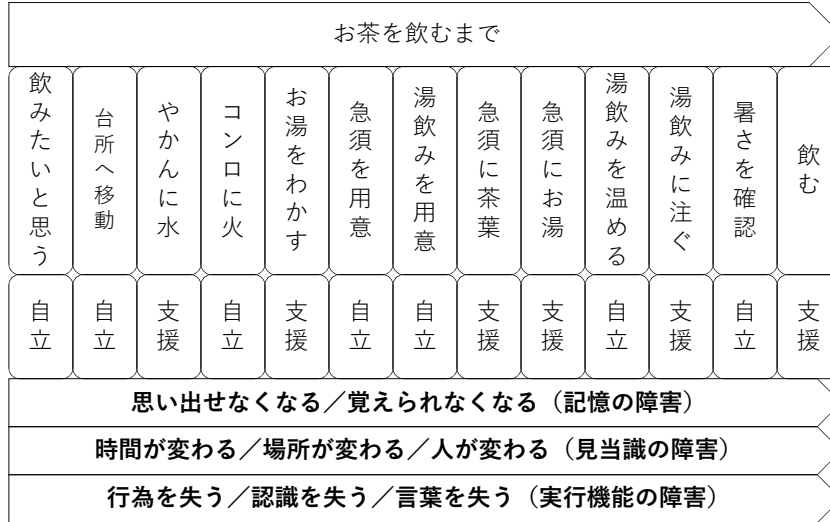 お茶を飲むまで
飲みたいと思う
台所へ移動
やかんに水
コンロに火
お湯をわかす
急須を用意
湯飲みを用意
急須に茶葉
急須にお湯
湯飲みを温める
湯飲みに注ぐ
暑さを確認
飲む
自立
自立
支援
自立
支援
自立
自立
支援
支援
自立
支援
自立
支援
思い出せなくなる／覚えられなくなる（記憶の障害）
時間が変わる／場所が変わる／人が変わる（見当識の障害）
行為を失う／認識を失う／言葉を失う（実行機能の障害）